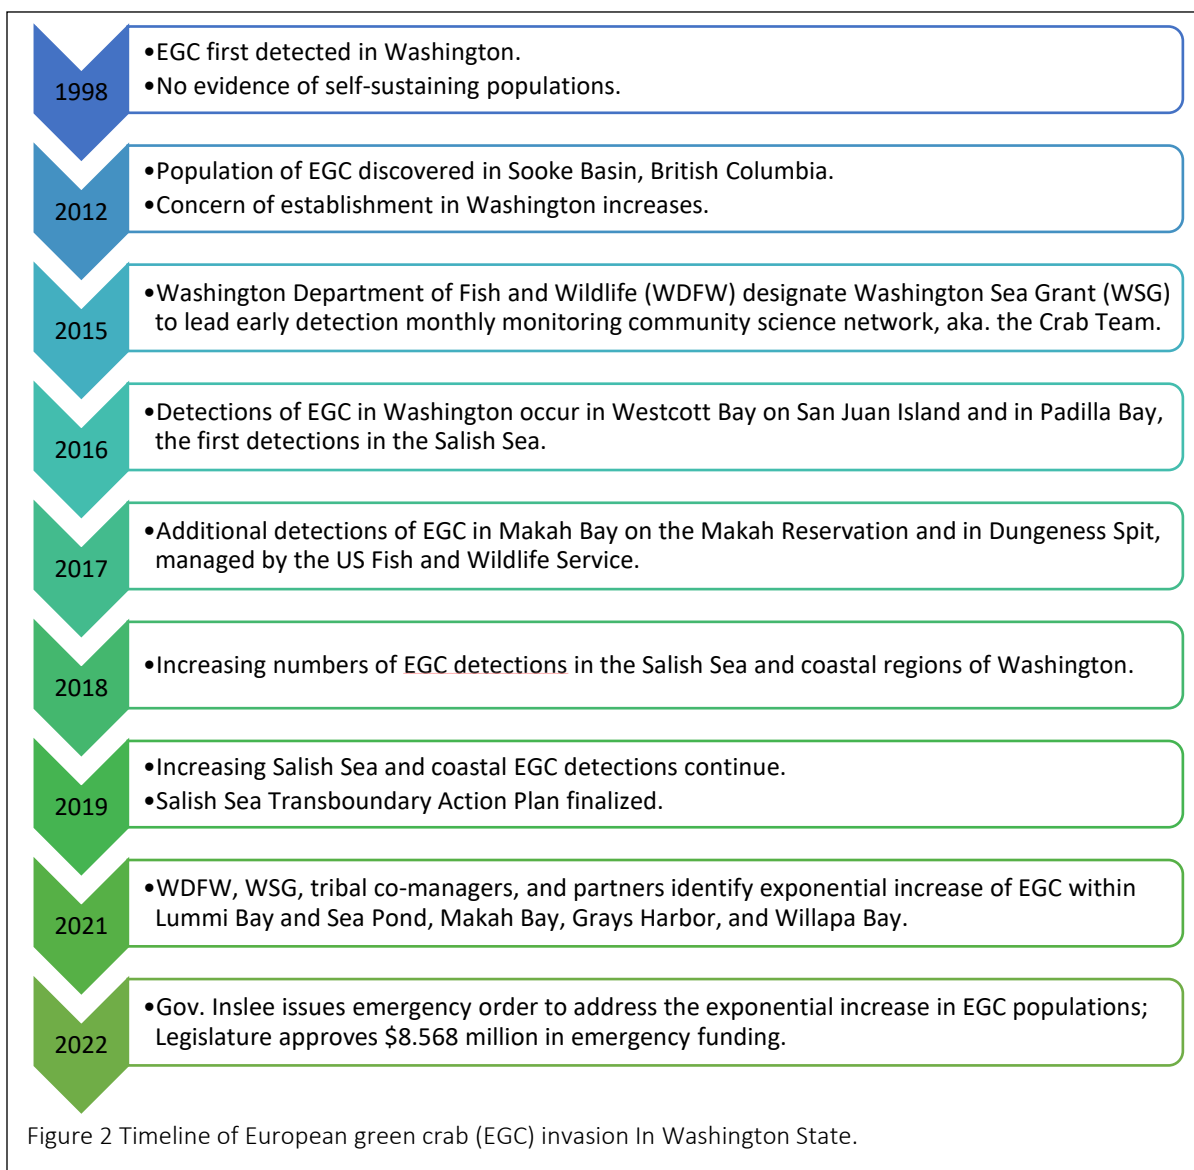 1998
•EGC first detected in Washington.
•No evidence of self-sustaining populations.
2012
•Population of EGC discovered in Sooke Basin, British Columbia.
•Concern of establishment in Washington increases.
2015
•Washington Department of Fish and Wildlife (WDFW) designate Washington Sea Grant (WSG)
to lead early detection monthly monitoring community science network, aka. the Crab Team.
2016
•Detections of EGC in Washington occur in Westcott Bay on San Juan Island and in Padilla Bay,
the first detections in the Salish Sea.
2017
•Additional detections of EGC in Makah Bay on the Makah Reservation and in Dungeness Spit,
managed by the US Fish and Wildlife Service.
2018
•Increasing numbers of EGC detections in the Salish Sea and coastal regions of Washington.
2019
•Increasing Salish Sea and coastal EGC detections continue.
•Salish Sea Transboundary Action Plan finalized.
2021
•WDFW, WSG, tribal co-managers, and partners identify exponential increase of EGC within
Lummi Bay and Sea Pond, Makah Bay, Grays Harbor, and Willapa Bay.
2022
•Gov. Inslee issues emergency order to address the exponential increase in EGC populations;
Legislature approves $8.568 million in emergency funding.
Figure 2 Timeline of European green crab (EGC) invasion In Washington State.